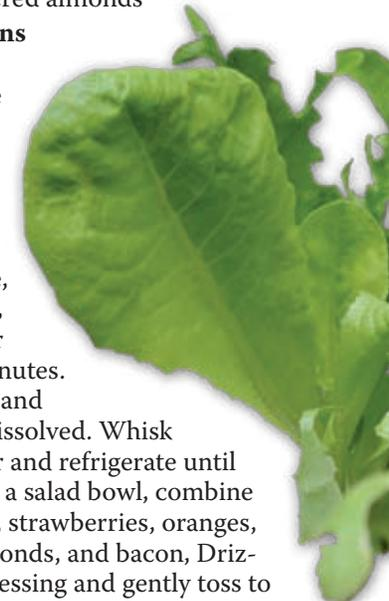 almonds
ns
nutes.
and
issolved. Whisk
r and refrigerate until
a salad bowl, combine
, strawberries, oranges,
onds, and bacon, Driz-
essing and gently toss to